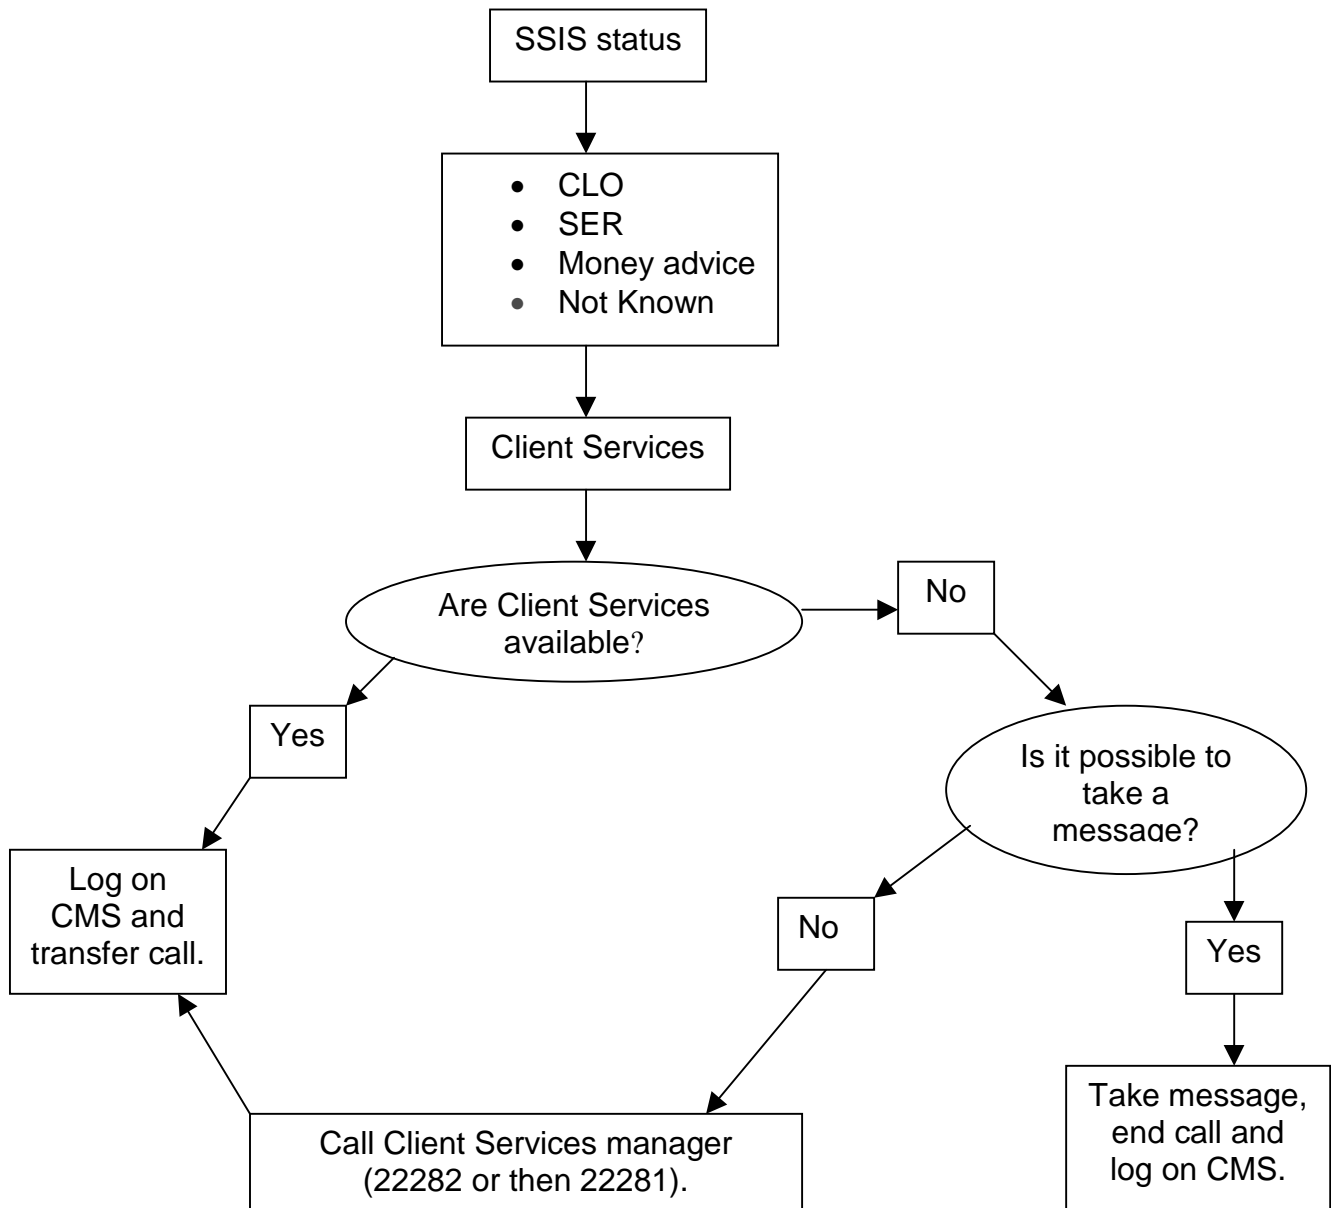 SSIS status
• CLO
• SER
• Money advice
• Not Known
Client Services
Are Client Services
available?
No
Yes
Is it possible to
take a
message?
Log on
CMS and
transfer call.
No
Yes
Call Client Services manager
(22282 or then 22281).
Take message,
end call and
log on CMS.